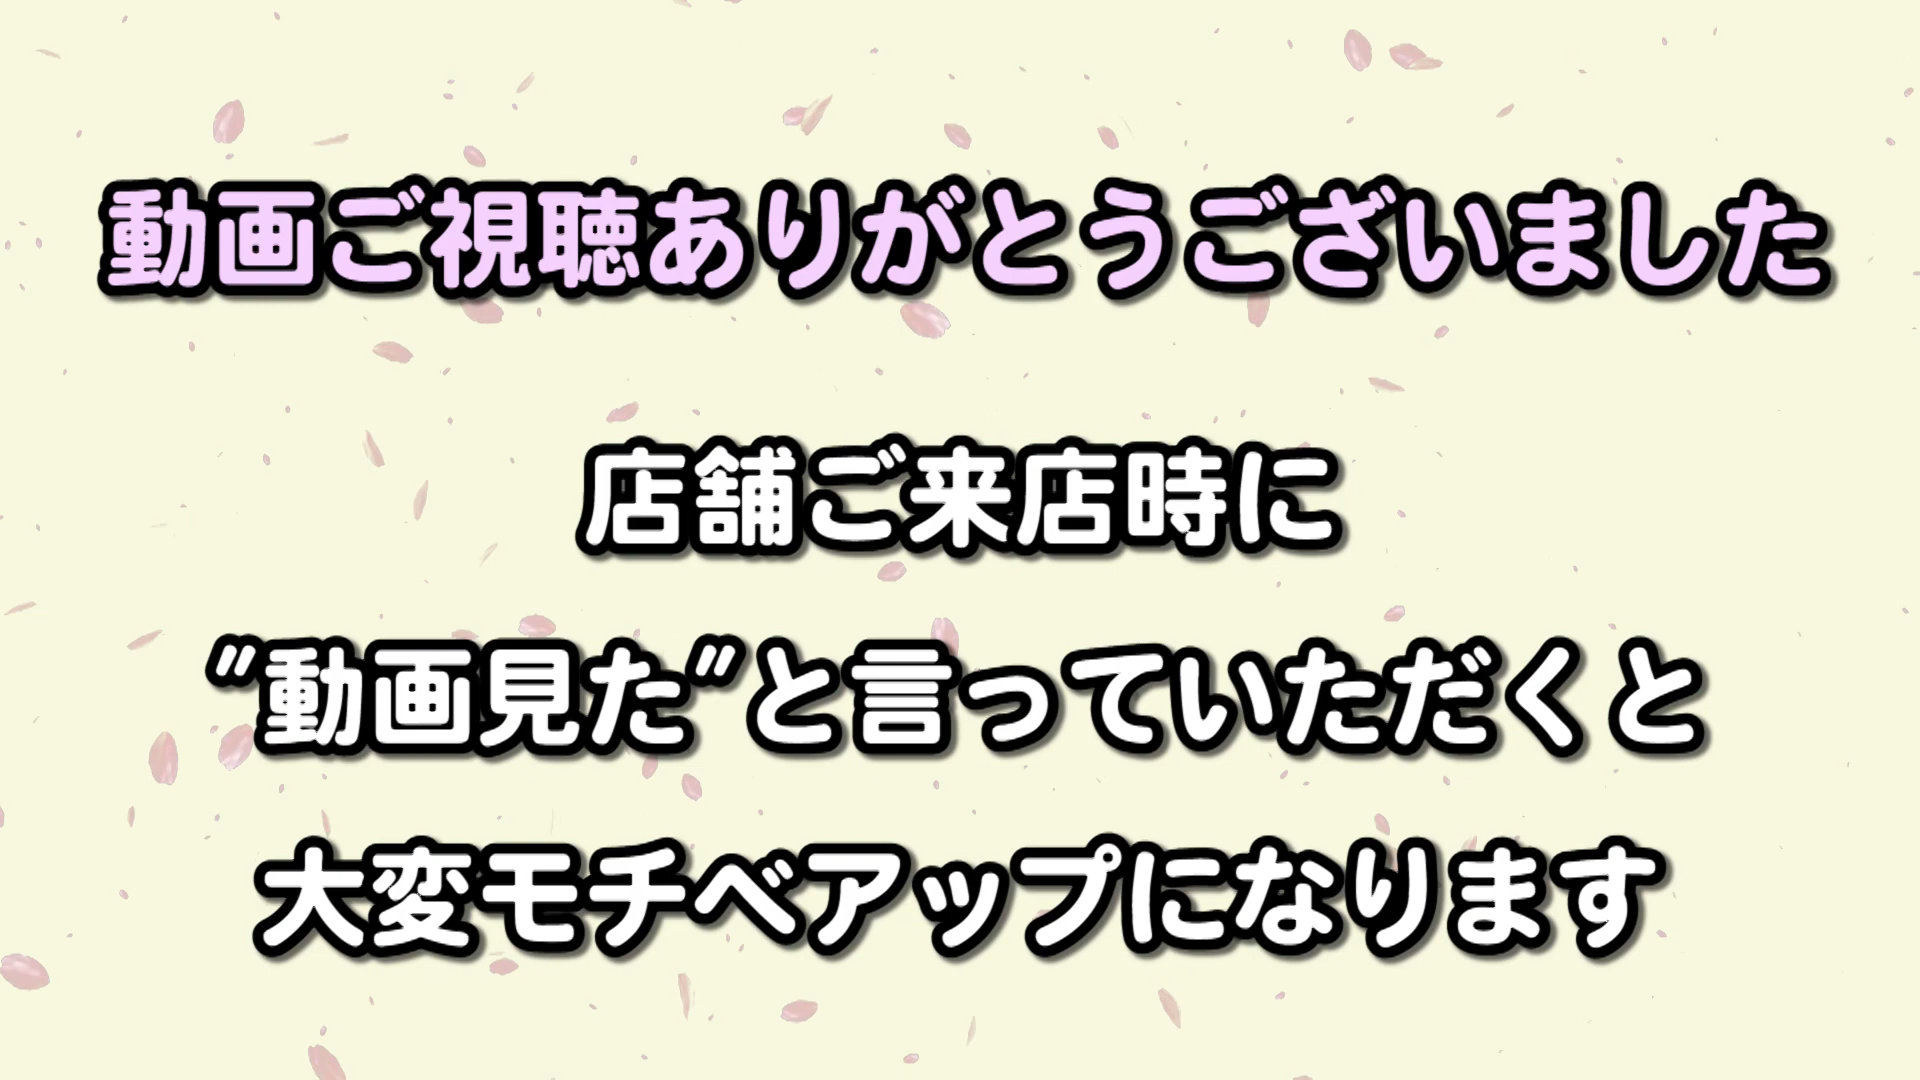 動画ご視聴ありがとうございました
店舗ご来店時に
"動画見た"と言っていただくと
大変モチベアップになります